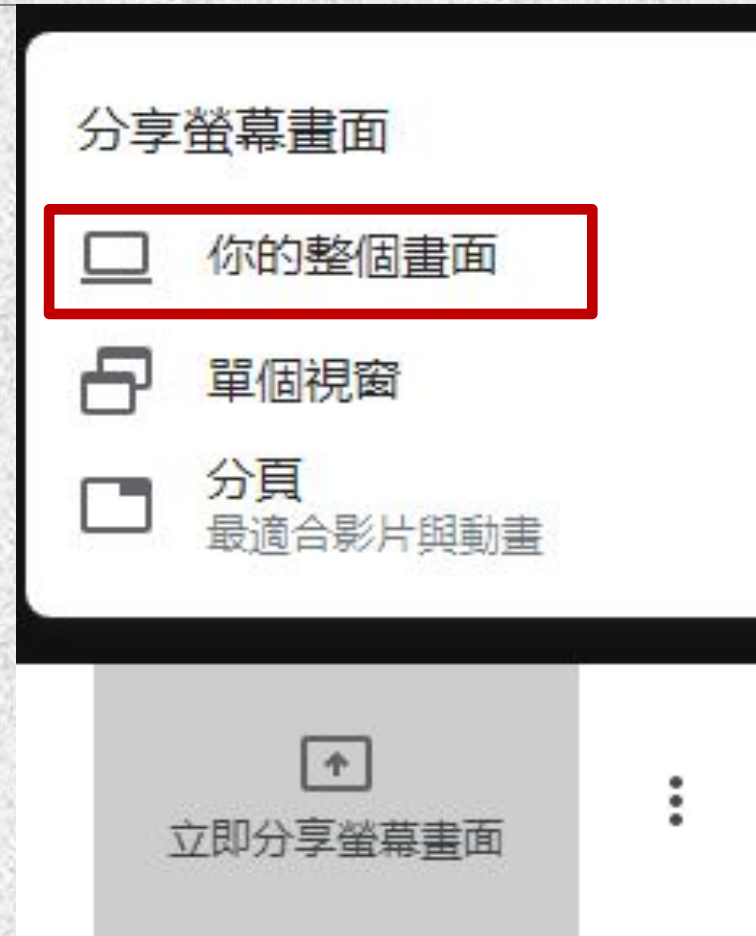 分享螢幕畫面
你的整個畫面
單個視窗
分頁
最適合影片與動畫
立即分享螢幕畫面